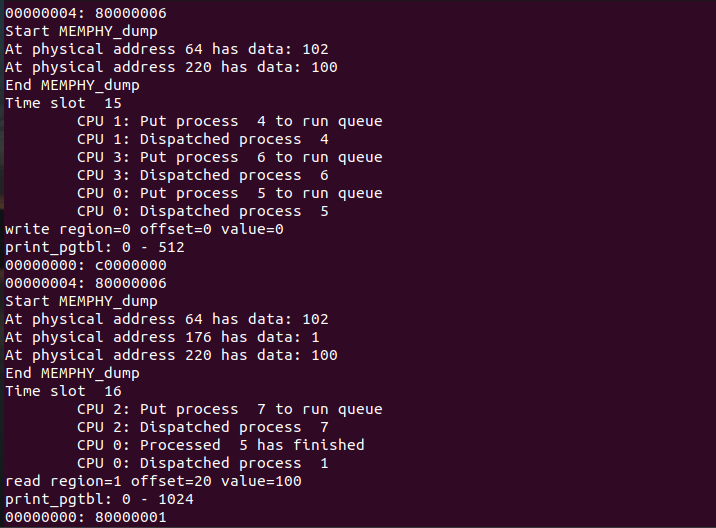 00000004: 80000006
Start MEMPHY_dump
At physical address 64 has data: 102
At physical address 220 has data: 100
End MEMPHY_dump
Time slot  15
        CPU 1: Put process  4 to run queue
        CPU 1: Dispatched process  4
        CPU 3: Put process  6 to run queue
        CPU 3: Dispatched process  6
        CPU 0: Put process  5 to run queue
        CPU 0: Dispatched process  5
write region=0 offset=0 value=0
print_pgtbl: 0 - 512
00000000: c0000000
00000004: 80000006
Start MEMPHY_dump
At physical address 64 has data: 102
At physical address 176 has data: 1
At physical address 220 has data: 100
End MEMPHY_dump
Time slot  16
        CPU 2: Put process  7 to run queue
        CPU 2: Dispatched process  7
        CPU 0: Processed  5 has finished
        CPU 0: Dispatched process  1
read region=1 offset=20 value=100
print_pgtbl: 0 - 1024
00000000: 80000001